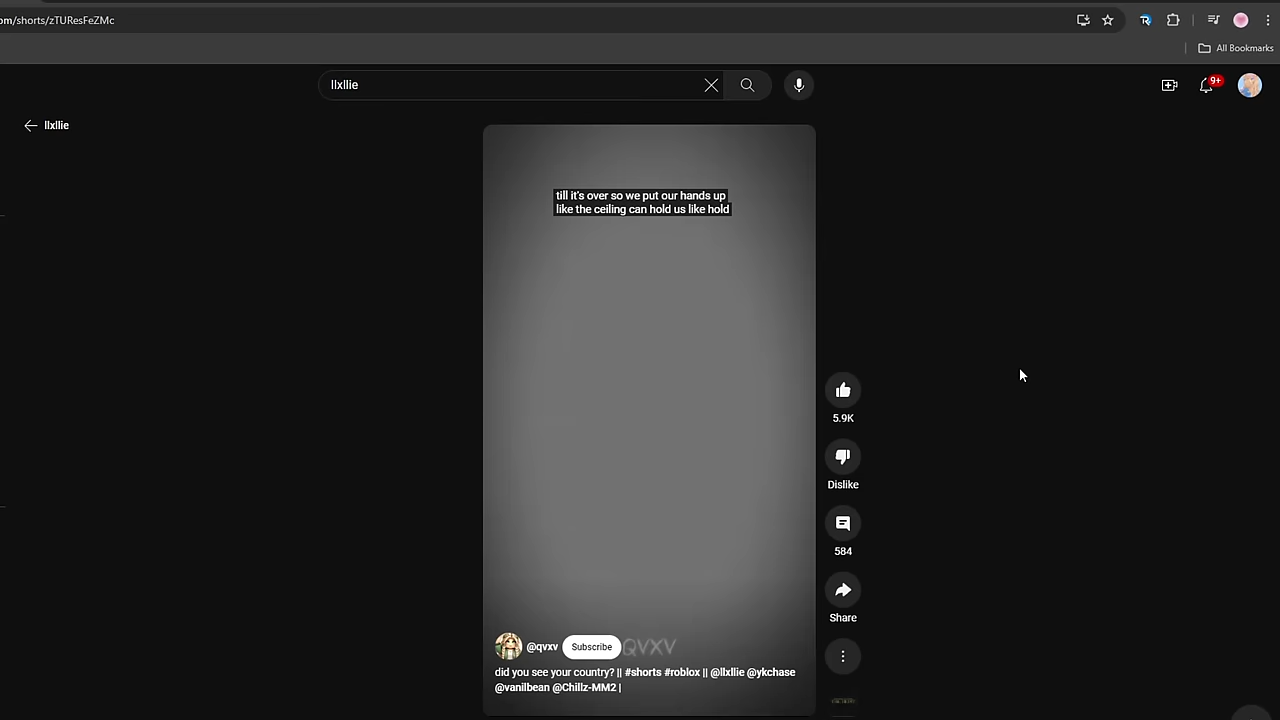 om/shorts/zTUResFeZMc
All Bookmarks
llxllie
9+
llxllie
till it's over so we put our hands up
like the ceiling can hold us like hold
5.9K
Dislike
584
Share
@qvxv Subscribe QVXV
did you see your country? || #shorts #roblox || @llxllie @ykchase
@vanilbean @Chillz-MM2 |